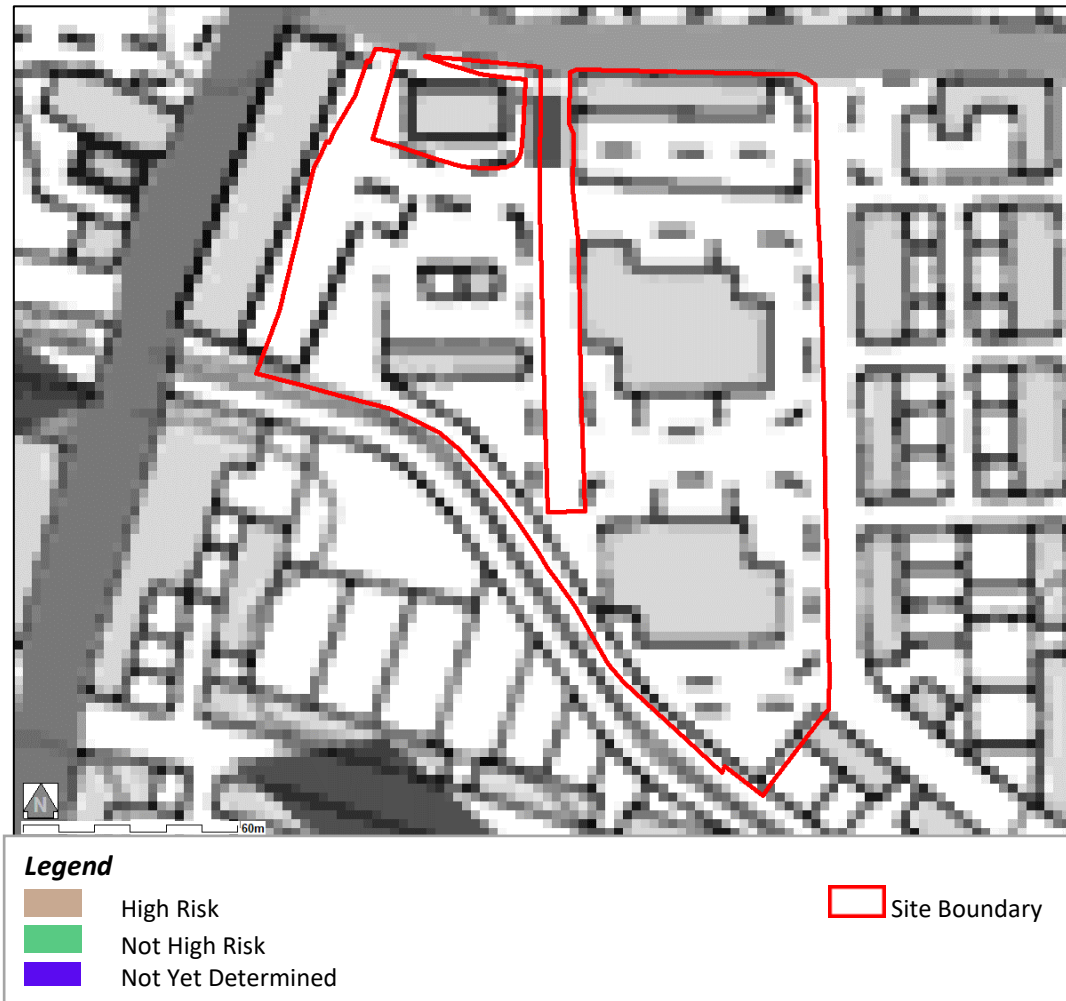 N
60m
Legend
High Risk
Not High Risk
Not Yet Determined
Site Boundary